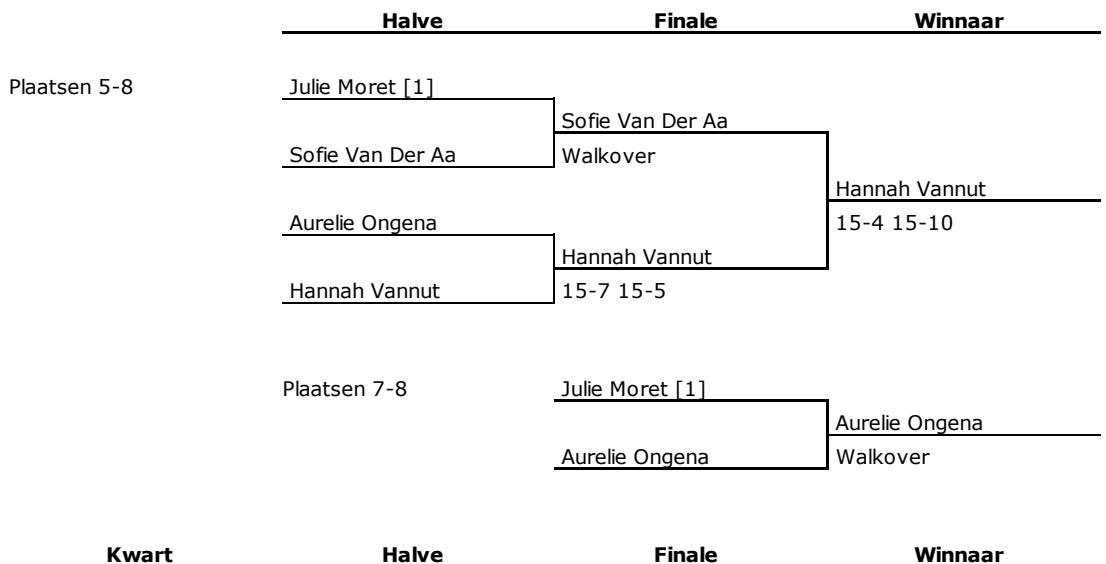 Halve Finale Winnaar
Plaatsen 5-8 Julie Moret [1]
Sofie Van Der Aa
Sofie Van Der Aa Walkover
Hannah Vannut
Aurelie Ongena 15-4 15-10
Hannah Vannut
Hannah Vannut 15-7 15-5
Plaatsen 7-8 Julie Moret [1]
Aurelie Ongena
Aurelie Ongena Walkover
Kwart Halve Finale Winnaar